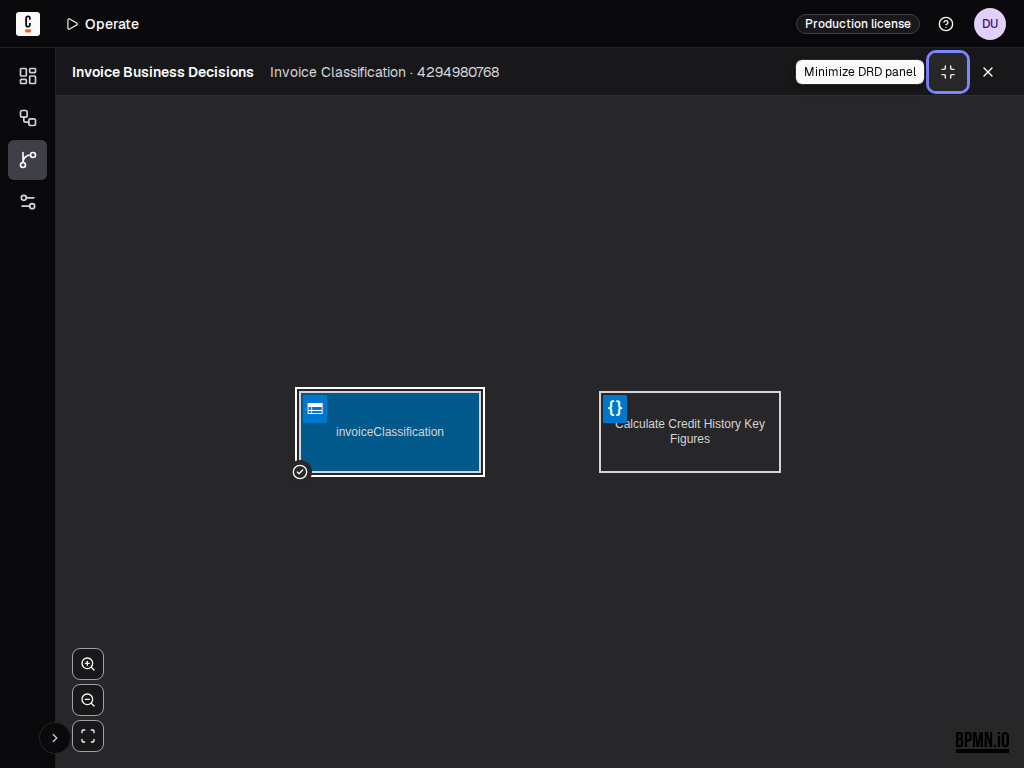 Operate
Production license
DU
Invoice Business Decisions
Invoice Classification · 4294980768
Minimize DRD panel
invoiceClassification
{}
Calculate Credit History Key
Figures
BPMN.iO